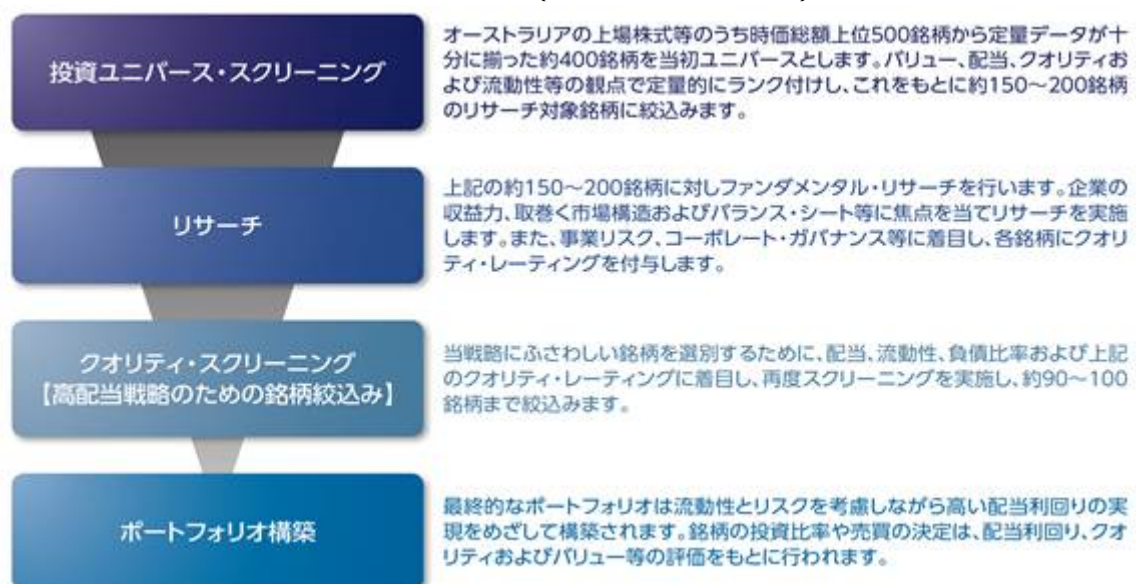 投資ユニバース・スクリーニング
オーストラリアの上場株式等のうち時価総額上位500銘柄から定量データが十
分に揃った約400銘柄を当初ユニバースとします。バリュー、配当、クオリティお
よび流動性等の観点で定量的にランク付けし、これをもとに約150～200銘柄
のリサーチ対象銘柄に絞込みます。
リサーチ
上記の約150～200銘柄に対しファンダメンタル・リサーチを行います。企業の
収益力、取巻く市場構造およびバランス・シート等に焦点を当てリサーチを実施
します。また、事業リスク、コーポレート・ガバナンス等に着目し、各銘柄にクオリ
ティ・レーティングを付与します。
クオリティ・スクリーニング
【高配当戦略のための銘柄絞込み】
当戦略にふさわしい銘柄を選別するために、配当、流動性、負債比率および上記
のクオリティ・レーティングに着目し、再度スクリーニングを実施し、約90～100
銘柄まで絞込みます。
ポートフォリオ構築
最終的なポートフォリオは流動性とリスクを考慮しながら高い配当利回りの実
現をめざして構築されます。銘柄の投資比率や売買の決定は、配当利回り、クオ
リティおよびバリュー等の評価をもとに行われます。